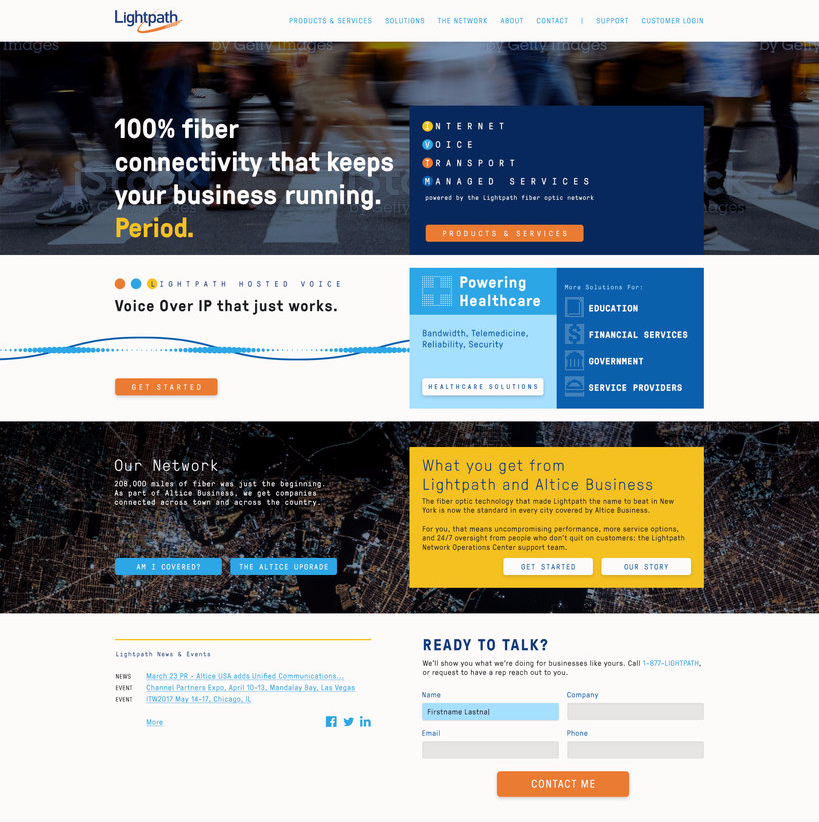 Lightpath
PRODUCTS & SERVICES SOLUTIONS THE NETWORK ABOUT CONTACT | SUPPORT CUSTOMER LOGIN
by Getty Images
by Getty Images
by Ge
100% fiber
connectivity that keeps
your business running.
Period.
iStock
by Getty Images
INTERNET
VOICE
TRANSPORT
MANAGED SERVICES
powered by the Lightpath fiber optic network
PRODUCTS & SERVICES
LIGHTPATH HOSTED VOICE
Voice Over IP that just works.
GET STARTED
Powering
Healthcare
Bandwidth, Telemedicine,
Reliability, Security
HEALTHCARE SOLUTIONS
More Solutions For:
EDUCATION
FINANCIAL SERVICES
GOVERNMENT
SERVICE PROVIDERS
Our Network
208,000 miles of fiber was just the beginning.
As part of Altice Business, we get companies
connected across town and across the country.
AM I COVERED? THE ALTICE UPGRADE
What you get from
Lightpath and Altice Business
The fiber optic technology that made Lightpath the name to beat in New
York is now the standard in every city covered by Altice Business.
For you, that means uncompromising performance, more service options,
and 24/7 oversight from people who don't quit on customers: the Lightpath
Network Operations Center support team.
GET STARTED OUR STORY
Lightpath News & Events
NEWS March 23 PR - Altice USA adds Unified Communications...
EVENT Channel Partners Expo, April 10-13, Mandalay Bay, Las Vegas
EVENT ITW2017 May 14-17, Chicago, IL
More
READY TO TALK?
We'll show you what we're doing for businesses like yours. Call 1-877-LIGHTPATH,
or request to have a rep reach out to you.
Name Company
Firstname Lastnal
Email Phone
CONTACT ME